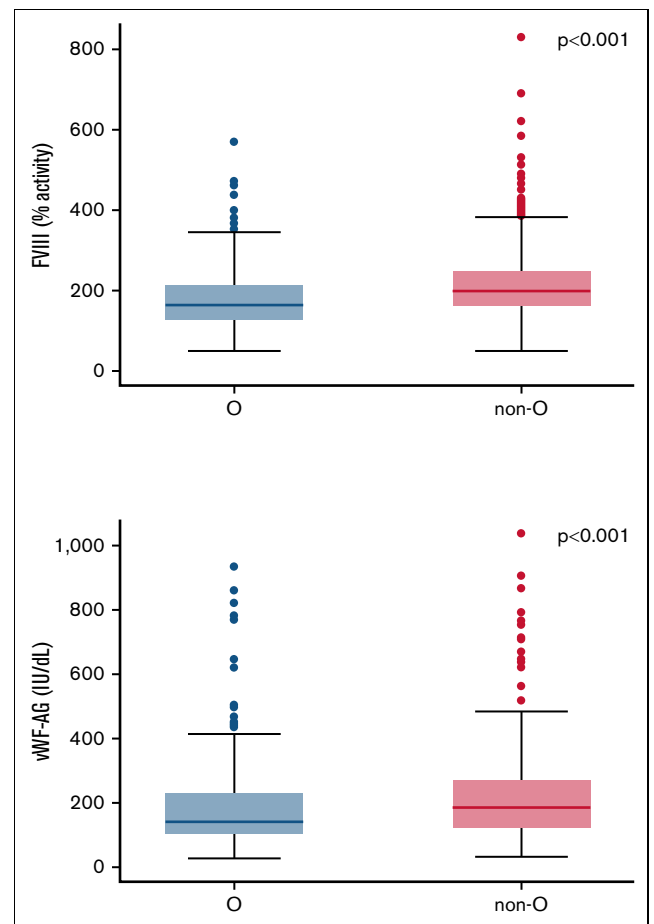 p<0.001
FVIII (% activity)
800
600
400
200
0
O
non-O
p<0.001
vWF-AG (IU/dL)
1,000
800
600
400
200
0
O
non-O